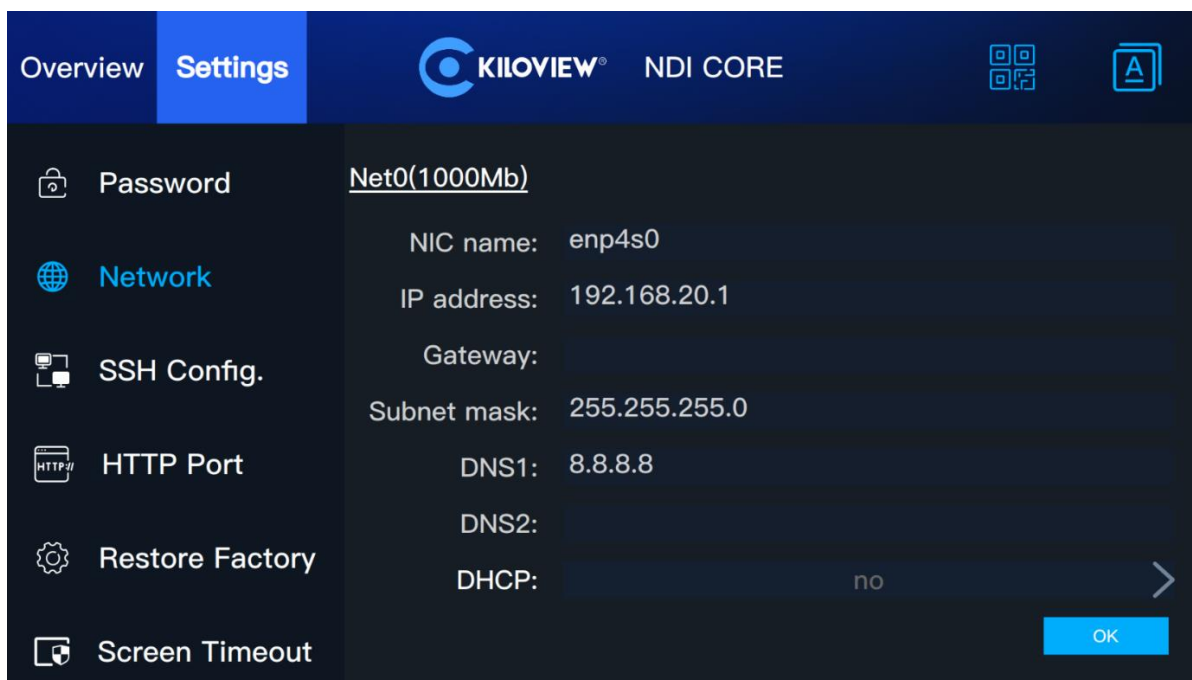 Overview Settings KILOVIEW® NDI CORE A
Password
Network
SSH Config.
HTTP:// HTTP Port
Restore Factory
Screen Timeout
Net0(1000Mb)
NIC name: enp4s0
IP address: 192.168.20.1
Gateway:
Subnet mask: 255.255.255.0
DNS1: 8.8.8.8
DNS2:
DHCP: no
OK